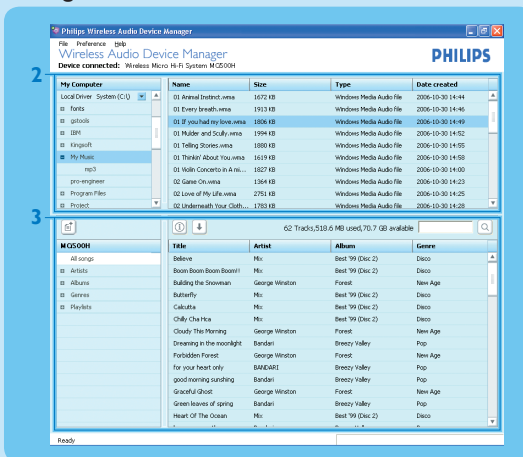 Philips Wireless Audio Device Manager
File Preference Help
Wireless Audio Device Manager
PHILIPS
Device connected: Wireless Micro Hi-Fi System MCi500H
2
My Computer Name Size Type Date created
Local Driver System (C:\) 01 Animal Instinct.wma 1672 KB Windows Media Audio file 2006-10-30 14:44
fonts 01 Every breath.wma 1913 KB Windows Media Audio file 2006-10-30 14:46
gstools 01 If you had my love.wma 1806 KB Windows Media Audio file 2006-10-30 14:49
IBM 01 Mulder and Scully.wma 1994 KB Windows Media Audio file 2006-10-30 14:52
Kingsoft 01 Telling Stories.wma 1880 KB Windows Media Audio file 2006-10-30 14:55
My Music 01 Thinkin' About You.wma 1619 KB Windows Media Audio file 2006-10-30 14:58
mp3 01 Violin Concerto in A mi... 1827 KB Windows Media Audio file 2006-10-30 14:00
pro-engineer 02 Game On.wma 1364 KB Windows Media Audio file 2006-10-30 14:23
Program Files 02 Love of My Life.wma 2751 KB Windows Media Audio file 2006-10-30 14:25
Project 02 Underneath Your Cloth... 1783 KB Windows Media Audio file 2006-10-30 14:28
3
62 Tracks,518.6 MB used,70.7 GB available
MCi500H Title Artist Album Genre
All songs Believe Mix Best '99 (Disc 2) Disco
Artists Boom Boom Boom Boom!! Mix Best '99 (Disc 2) Disco
Albums Building the Snowman George Winston Forest New Age
Genres Butterfly Mix Best '99 (Disc 2) Disco
Playlists Calcutta Mix Best '99 (Disc 2) Disco
Chilly Cha Hca Mix Best '99 (Disc 2) Disco
Cloudy This Morning George Winston Forest New Age
Dreaming in the moonlight Bandari Breezy Valley Pop
Forbidden Forest George Winston Forest New Age
for your heart only BANDARI Breezy Valley Pop
good morning sunshing Bandari Breezy Valley Pop
Graceful Ghost George Winston Forest New Age
Green leaves of spring Bandari Breezy Valley Pop
Heart Of The Ocean Mix Best '99 (Disc 2) Disco
Ready